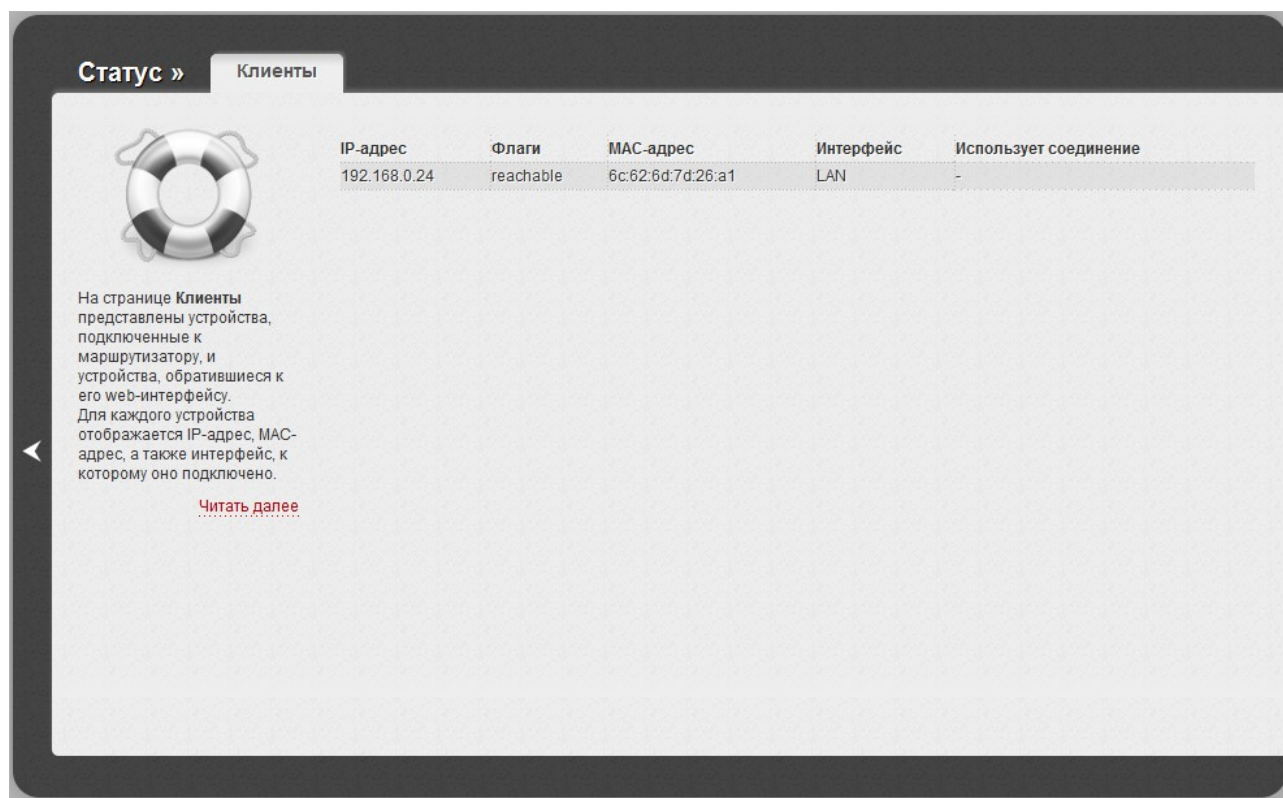 Статус »
Клиенты
IP-адрес Флаги MAC-адрес Интерфейс Использует соединение
192.168.0.24 reachable 6c:62:6d:7d:26:a1 LAN -
На странице Клиенты
представлены устройства,
подключенные к
маршрутизатору, и
устройства, обратившиеся к
его web-интерфейсу.
Для каждого устройства
отображается IP-адрес, MAC-
адрес, а также интерфейс, к
которому оно подключено.
Читать далее